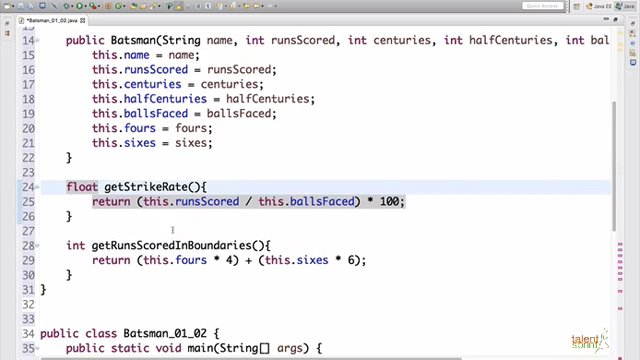 *Batsman_01_02.java
Quick Access
Java EE
Java
14 public Batsman(String name, int runsScored, int centuries, int halfCenturies, int bal
15 this.name = name;
16 this.runsScored = runsScored;
17 this.centuries = centuries;
18 this.halfCenturies = halfCenturies;
19 this.ballsFaced = ballsFaced;
20 this.fours = fours;
21 this.sixes = sixes;
22 }
23
24 float getStrikeRate(){
25 return (this.runsScored / this.ballsFaced) * 100;
26 }
27
28 int getRunsScoredInBoundaries(){
29 return (this.fours * 4) + (this.sixes * 6);
30 }
31 }
32
33
34 public class Batsman_01_02 {
35 public static void main(String[] args) {
talent
sprint